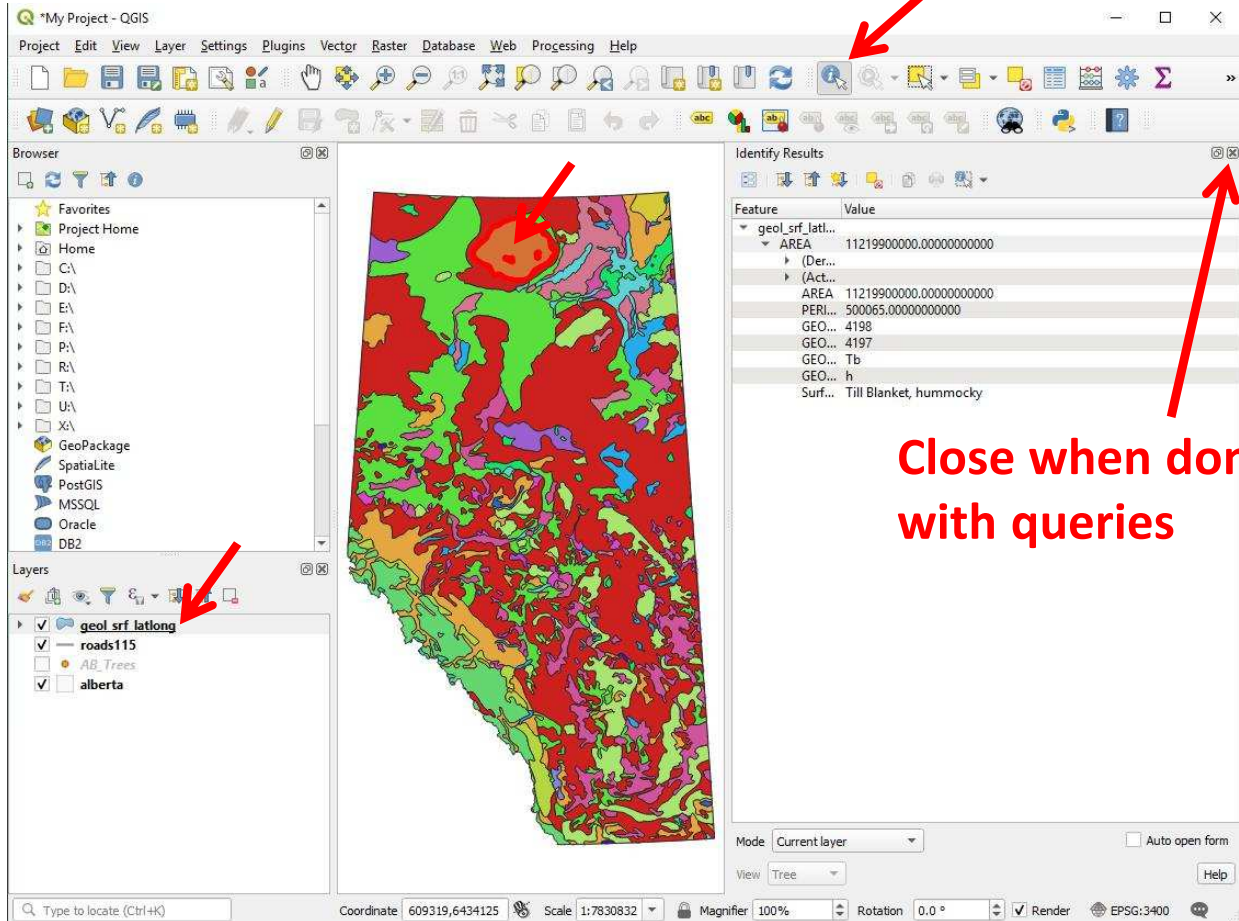 *My Project - QGIS
Project Edit View Layer Settings Plugins Vector Raster Database Web Processing Help
Browser
Favorites
Project Home
Home
C:\
D:\
E:\
F:\
P:\
R:\
T:\
U:\
X:\
GeoPackage
SpatiaLite
PostGIS
MSSQL
Oracle
DB2
Layers
geol_srf_latlong
roads115
AB_Trees
alberta
Identify Results
Feature Value
geol_srf_latl...
AREA 11219900000.00000000000
(Der...
(Act...
AREA 11219900000.00000000000
PERI... 500065.00000000000
GEO... 4198
GEO... 4197
GEO... Tb
GEO... h
Surf... Till Blanket, hummocky
Close when don
with queries
Mode Current layer Auto open form
View Tree Help
Type to locate (Ctrl+K) Coordinate 609319,6434125 Scale 1:7830832 Magnifier 100% Rotation 0.0 ° Render EPSG:3400